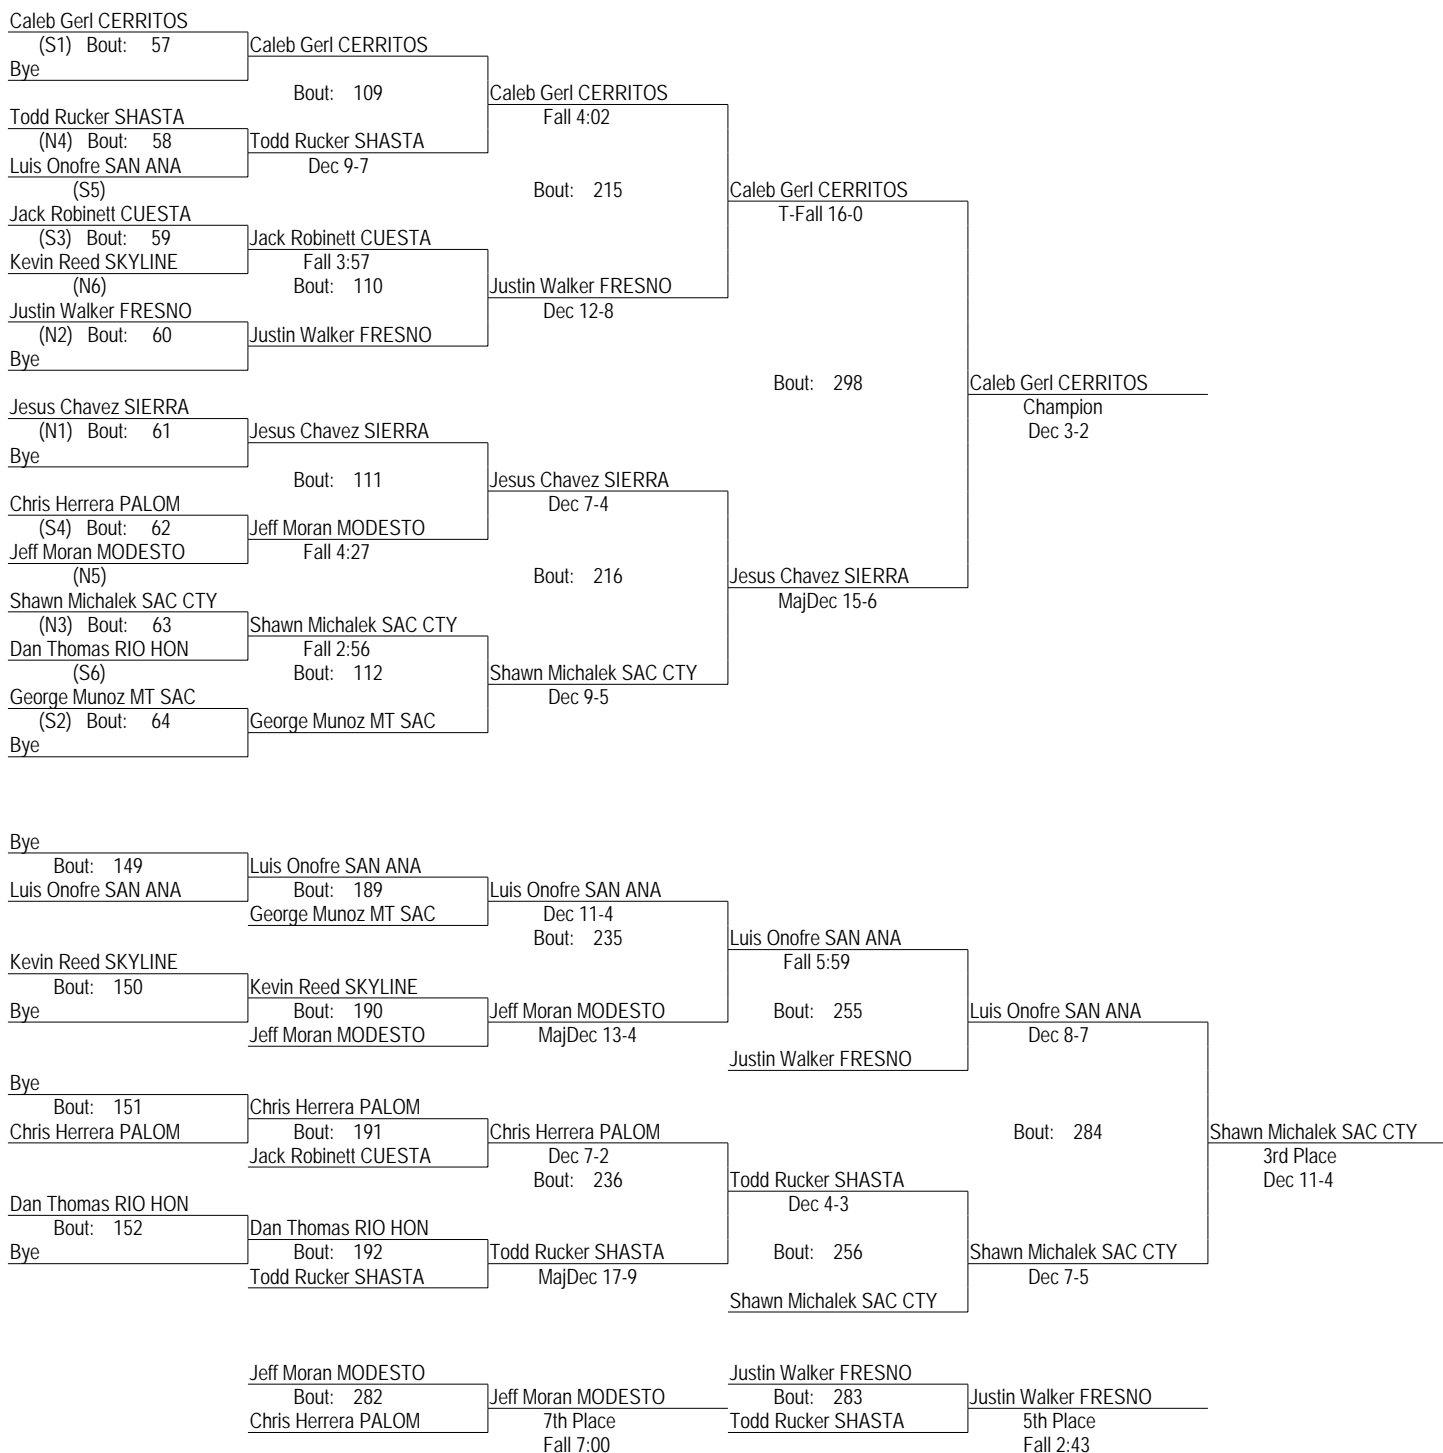 Caleb Gerl CERRITOS
(S1) Bout: 57 Caleb Gerl CERRITOS
Bye
Bout: 109 Caleb Gerl CERRITOS
Todd Rucker SHASTA Fall 4:02
(N4) Bout: 58 Todd Rucker SHASTA
Luis Onofre SAN ANA Dec 9-7
(S5) Bout: 215 Caleb Gerl CERRITOS
Jack Robinett CUESTA T-Fall 16-0
(S3) Bout: 59 Jack Robinett CUESTA
Kevin Reed SKYLINE Fall 3:57
(N6) Bout: 110 Justin Walker FRESNO
Justin Walker FRESNO Dec 12-8
(N2) Bout: 60 Justin Walker FRESNO
Bye
Bout: 298 Caleb Gerl CERRITOS
Jesus Chavez SIERRA Champion
(N1) Bout: 61 Jesus Chavez SIERRA Dec 3-2
Bye
Bout: 111 Jesus Chavez SIERRA
Chris Herrera PALOM Dec 7-4
(S4) Bout: 62 Jeff Moran MODESTO
Jeff Moran MODESTO Fall 4:27
(N5) Bout: 216 Jesus Chavez SIERRA
Shawn Michalek SAC CTY MajDec 15-6
(N3) Bout: 63 Shawn Michalek SAC CTY
Dan Thomas RIO HON Fall 2:56
(S6) Bout: 112 Shawn Michalek SAC CTY
George Munoz MT SAC Dec 9-5
(S2) Bout: 64 George Munoz MT SAC
Bye
Bye
Bout: 149 Luis Onofre SAN ANA
Luis Onofre SAN ANA Bout: 189 Luis Onofre SAN ANA
George Munoz MT SAC Dec 11-4
Bout: 235 Luis Onofre SAN ANA
Kevin Reed SKYLINE Fall 5:59
Bout: 150 Kevin Reed SKYLINE
Bye Bout: 190 Jeff Moran MODESTO Bout: 255 Luis Onofre SAN ANA
Jeff Moran MODESTO MajDec 13-4 Dec 8-7
Justin Walker FRESNO
Bye
Bout: 151 Chris Herrera PALOM
Chris Herrera PALOM Bout: 191 Chris Herrera PALOM Bout: 284 Shawn Michalek SAC CTY
Jack Robinett CUESTA Dec 7-2 3rd Place
Bout: 236 Todd Rucker SHASTA Dec 11-4
Dan Thomas RIO HON Dec 4-3
Bout: 152 Dan Thomas RIO HON
Bye Bout: 192 Todd Rucker SHASTA Bout: 256 Shawn Michalek SAC CTY
Todd Rucker SHASTA MajDec 17-9 Dec 7-5
Shawn Michalek SAC CTY
Jeff Moran MODESTO Justin Walker FRESNO
Bout: 282 Jeff Moran MODESTO Bout: 283 Justin Walker FRESNO
Chris Herrera PALOM 7th Place Todd Rucker SHASTA 5th Place
Fall 7:00 Fall 2:43